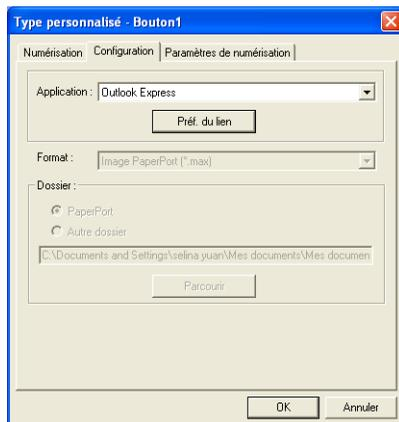 Type personnalisé - Bouton1
Numérisation Configuration Paramètres de numérisation
Application : Outlook Express
Préf. du lien
Format : Image PaperPort (*.max)
Dossier :
PaperPort
Autre dossier
C:\Documents and Settings\selina yuan\Mes documents\Mes documen
Parcourir
OK Annuler